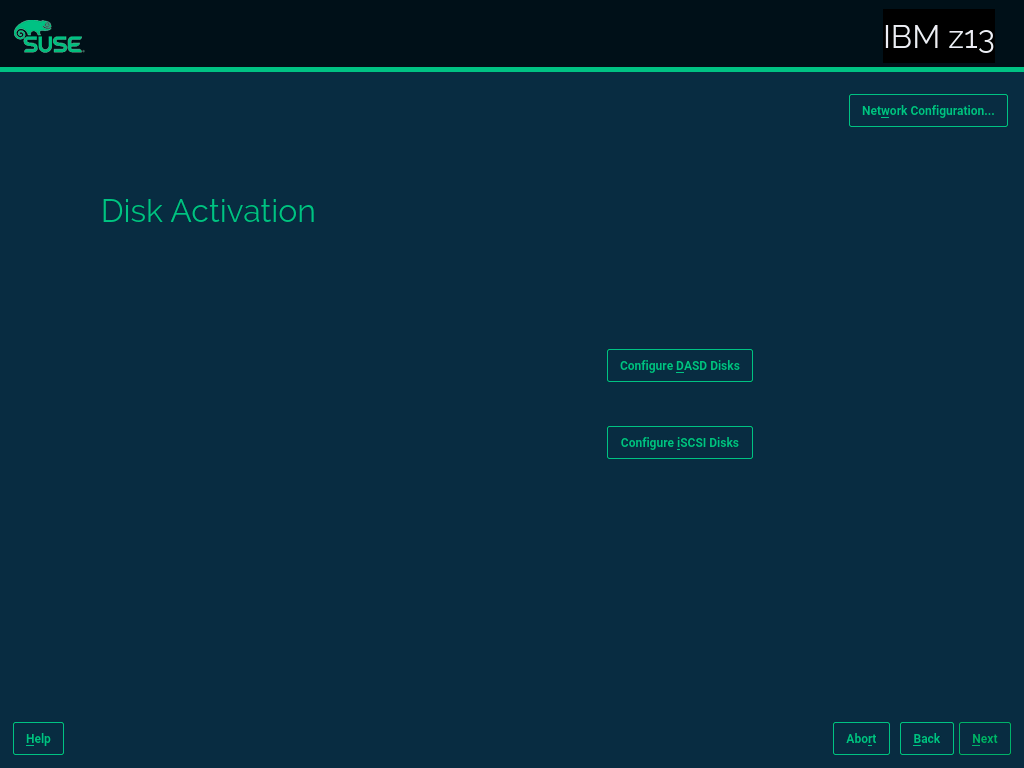 SUSE
IBM z13
Network Configuration...
Disk Activation
Configure DASD Disks
Configure iSCSI Disks
Help
Abort
Back
Next